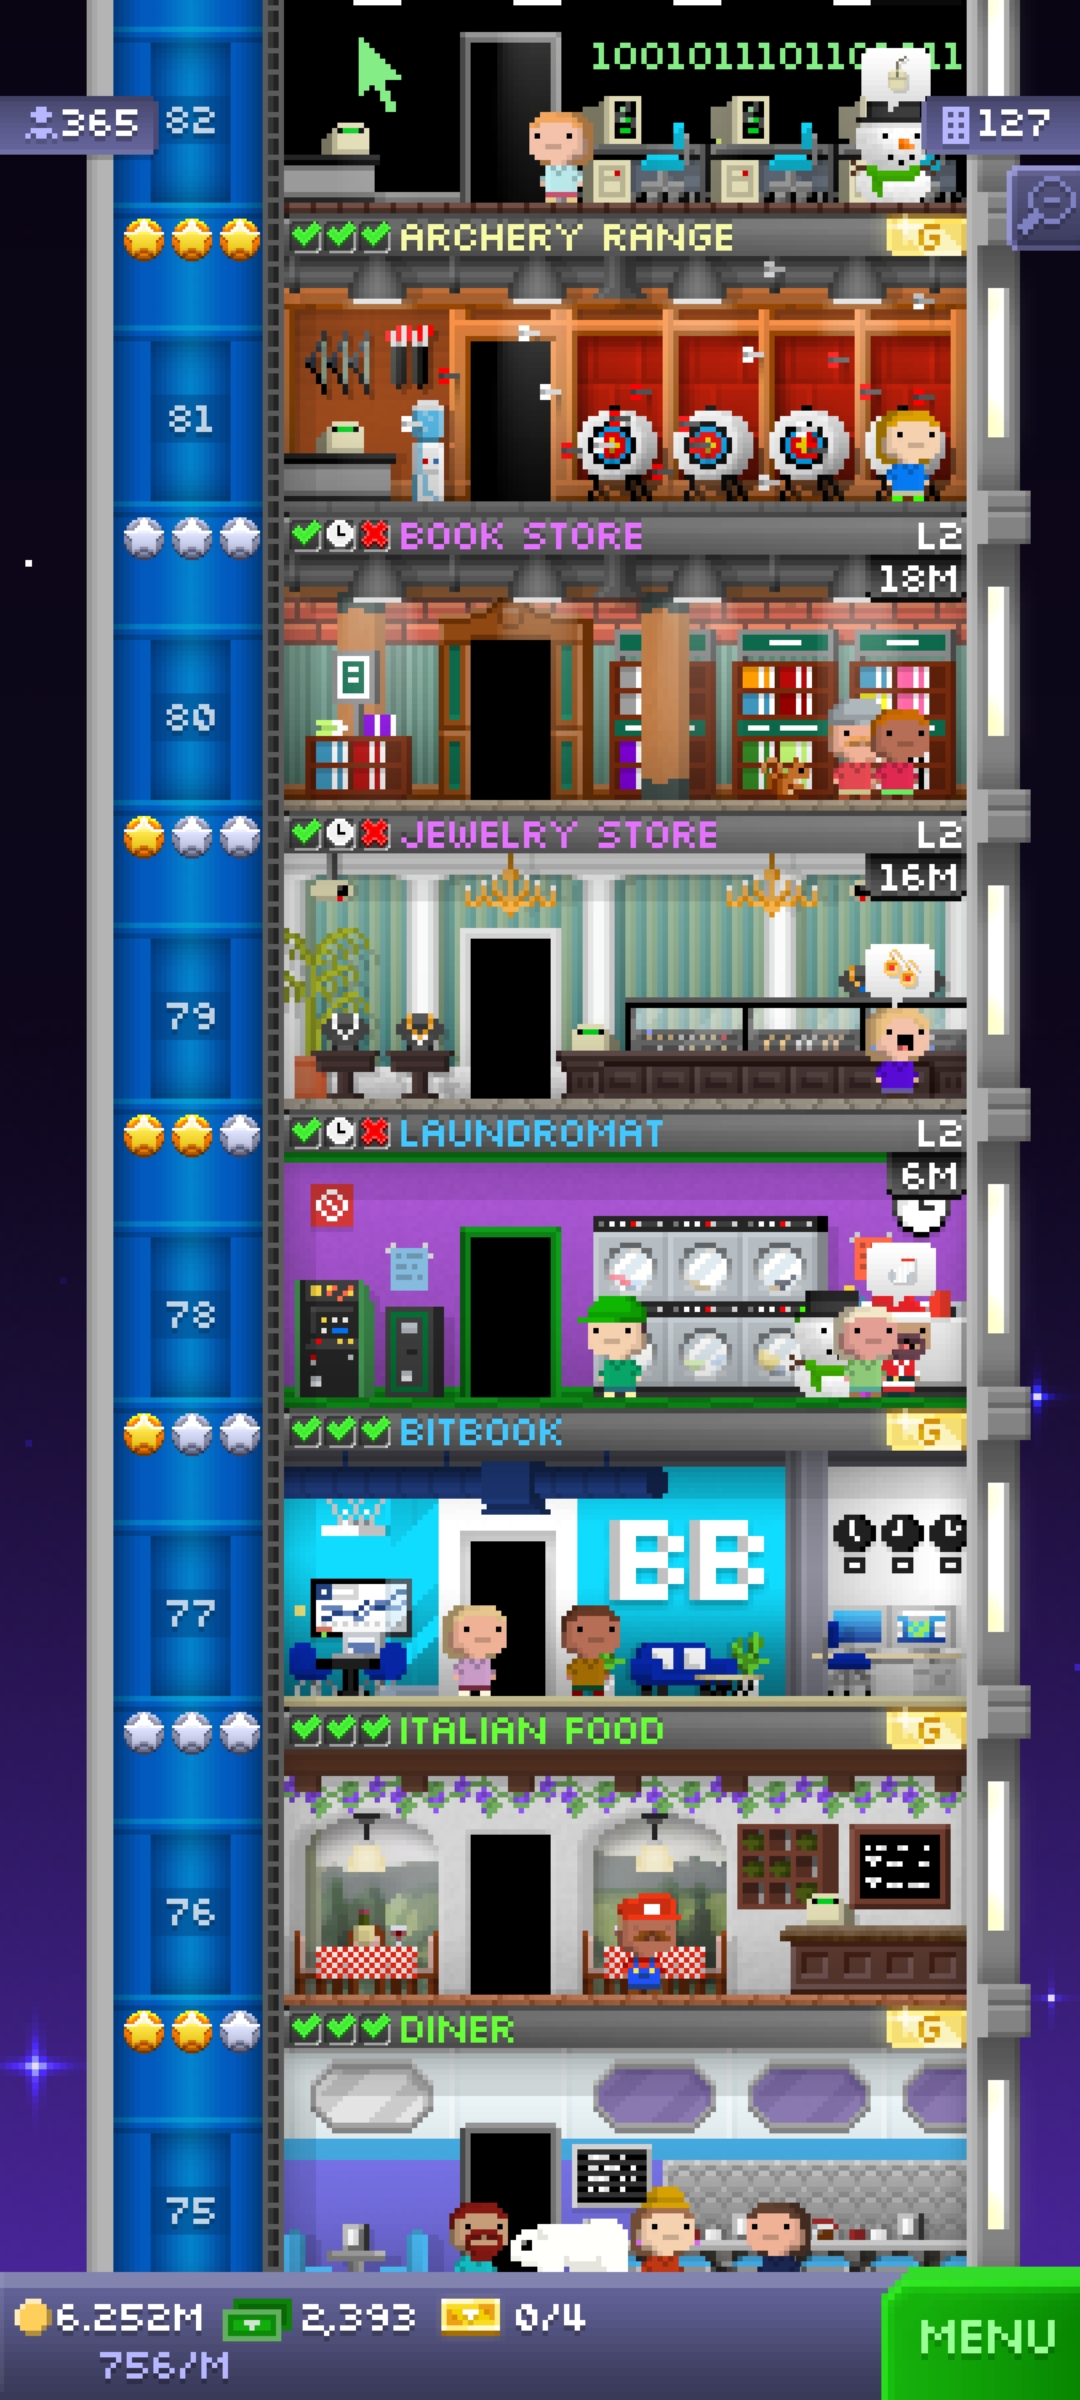 1001011101101111
365
82
127
ARCHERY RANGE
G
81
BOOK STORE
L2
18M
80
JEWELRY STORE
L2
16M
79
LAUNDROMAT
L2
6M
78
BITBOOK
G
BB
77
ITALIAN FOOD
G
76
DINER
G
75
6.252M
2,393
0/4
756/M
MENU